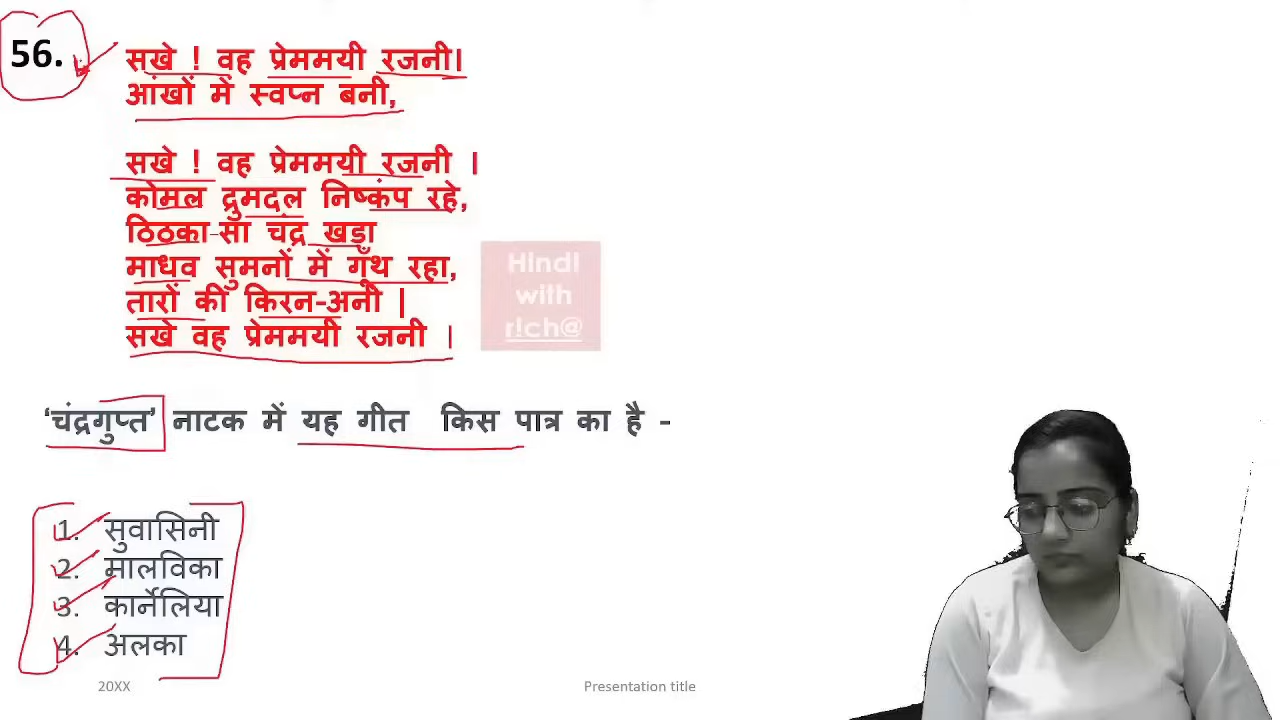 56.
सखे ! वह प्रेममयी रजनी।
आंखों में स्वप्न बनी,
सखे ! वह प्रेममयी रजनी |
कोमल द्रुमदल निष्कंप रहे,
ठिठका-सा चंद्र खड़ा
माधव सुमनों में गूँथ रहा,
तारों की किरन-अनी |
सखे वह प्रेममयी रजनी |
Hindi
with
r!ch@
‘चंद्रगुप्त’ नाटक में यह गीत किस पात्र का है -
1. सुवासिनी
2. मालविका
3. कार्नेलिया
4. अलका
20XX
Presentation title